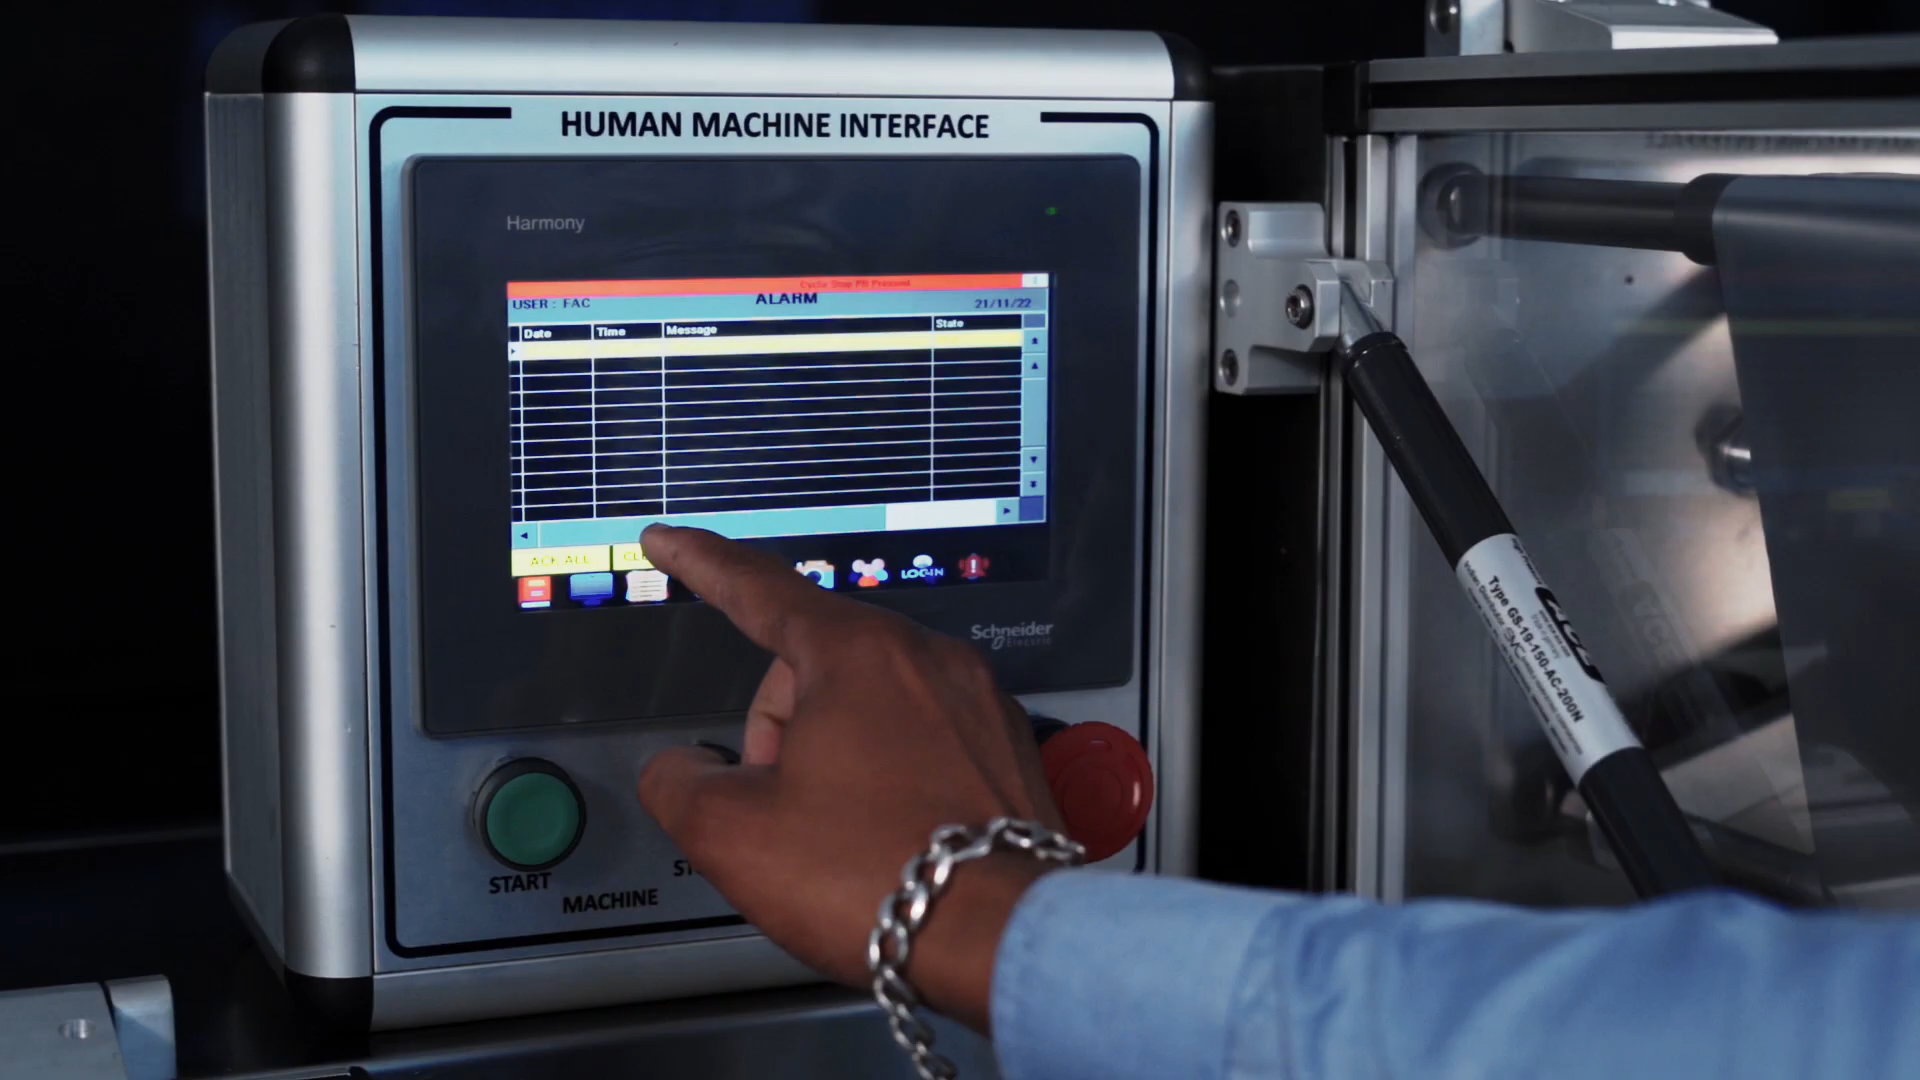 HUMAN MACHINE INTERFACE
Harmony
Cycle Stop PB Pressed
USER : FAC
ALARM
21/11/22
Date Time Message State
ACK ALL
LOGIN
Schneider
Electric
START
MACHINE
Type GS-19-150-AC-200N